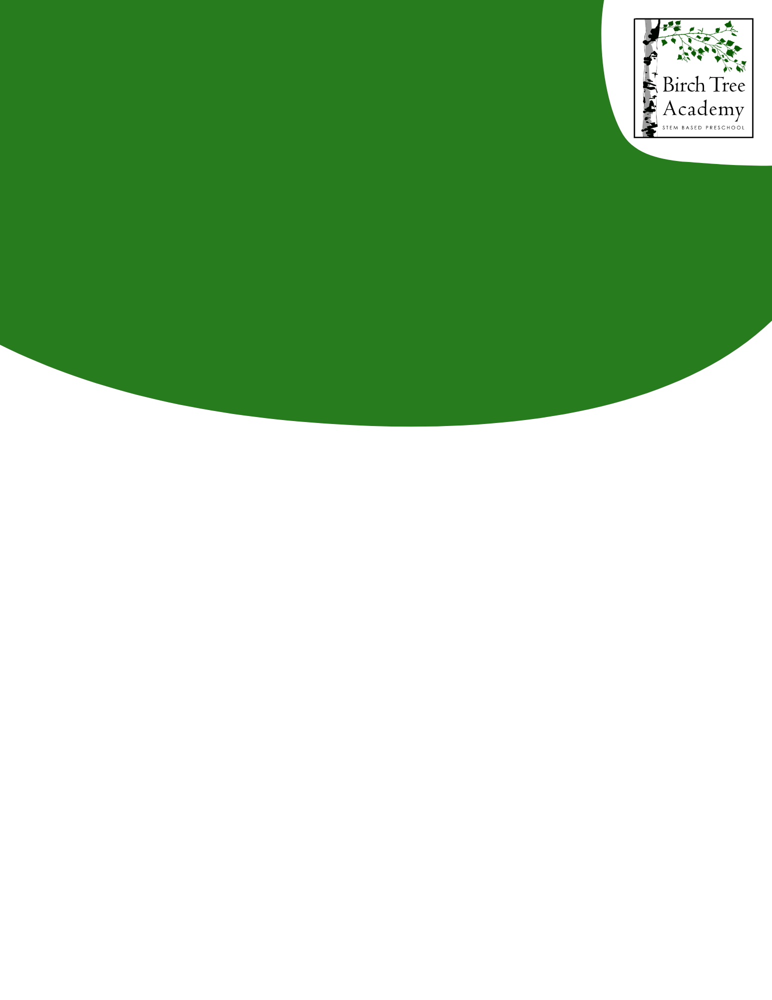 Birch Tree
Academy
STEM BASED PRESCHOOL